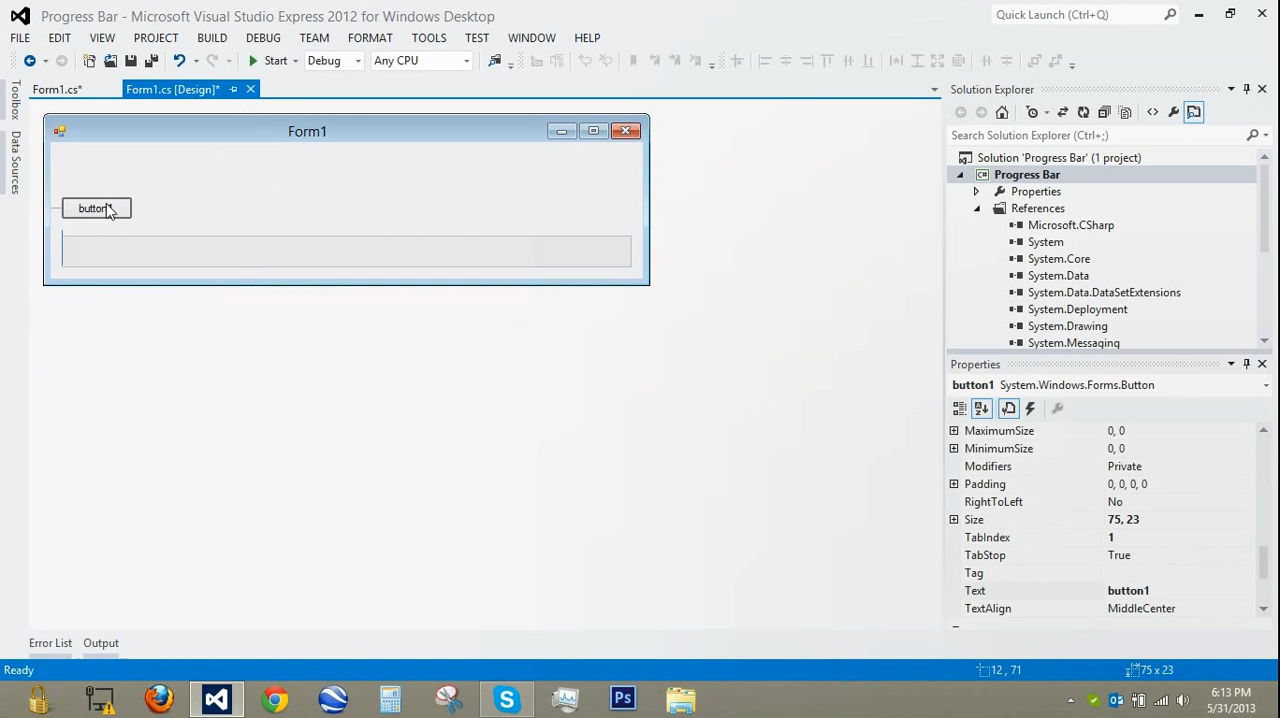 Progress Bar - Microsoft Visual Studio Express 2012 for Windows Desktop
Quick Launch (Ctrl+Q)
FILE EDIT VIEW PROJECT BUILD DEBUG TEAM FORMAT TOOLS TEST WINDOW HELP
Start Debug Any CPU
Toolbox
Data Sources
Form1.cs* Form1.cs [Design]*
Form1
Solution Explorer
Search Solution Explorer (Ctrl+;)
Solution 'Progress Bar' (1 project)
C# Progress Bar
Properties
References
Microsoft.CSharp
System
System.Core
System.Data
System.Data.DataSetExtensions
System.Deployment
System.Drawing
System.Messaging
Properties
button1 System.Windows.Forms.Button
MaximumSize 0, 0
MinimumSize 0, 0
Modifiers Private
Padding 0, 0, 0, 0
RightToLeft No
Size 75, 23
TabIndex 1
TabStop True
Tag
Text button1
TextAlign MiddleCenter
Error List Output
Ready
12 , 71
75 x 23
Ps
6:13 PM
5/31/2013